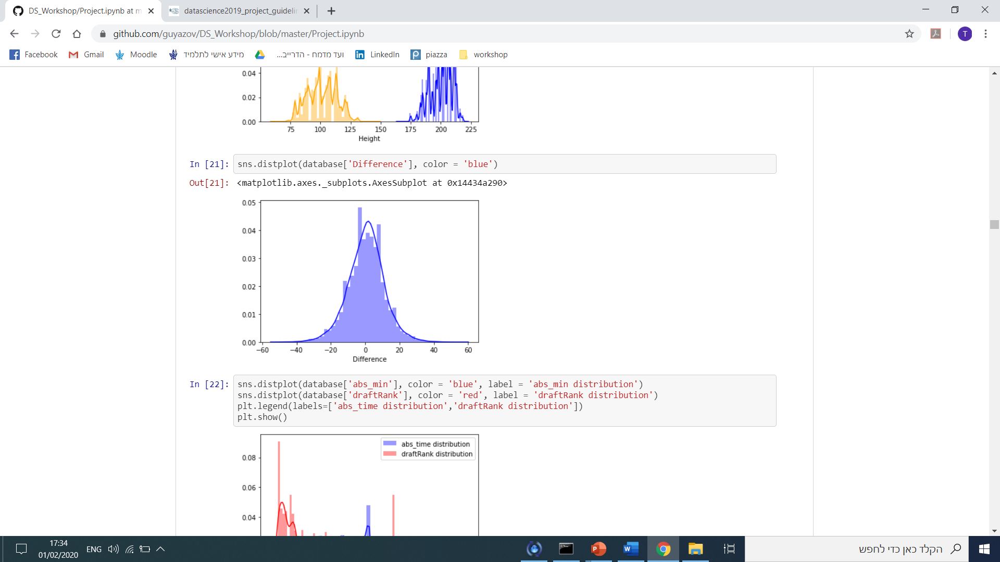 DS_Workshop/Project.ipynb at m
datascience2019_project_guidelin
github.com/guyazov/DS_Workshop/blob/master/Project.ipynb
T
Facebook
Gmail
Moodle
מידע אישי לתלמיד
ועד מדמח - הדרייב...
LinkedIn
piazza
workshop
0.04
0.02
0.00
75 100 125 150 175 200 225
Height
In [21]:
sns.distplot(database['Difference'], color = 'blue')
Out[21]:
<matplotlib.axes._subplots.AxesSubplot at 0x14434a290>
0.05
0.04
0.03
0.02
0.01
0.00
−60 −40 −20 0 20 40 60
Difference
In [22]:
sns.distplot(database['abs_min'], color = 'blue', label = 'abs_min distribution')
sns.distplot(database['draftRank'], color = 'red', label = 'draftRank distribution')
plt.legend(labels=['abs_time distribution','draftRank distribution'])
plt.show()
abs_time distribution
draftRank distribution
0.08
0.06
0.04
17:34
01/02/2020
ENG
הקלד כאן כדי לחפש